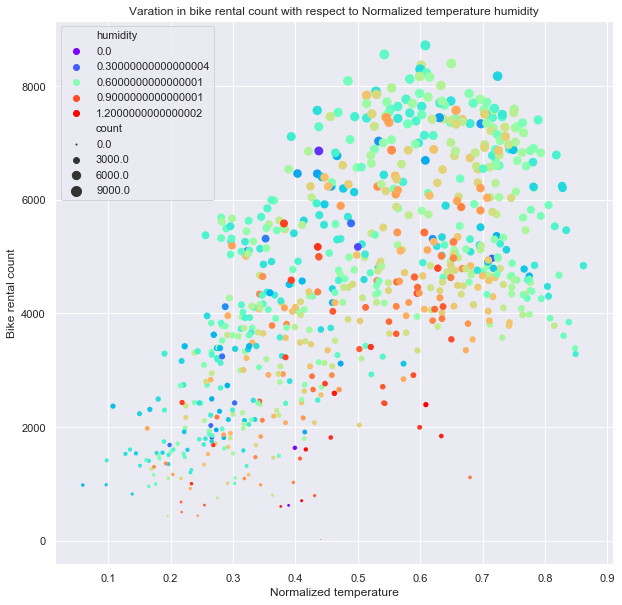 Varation in bike rental count with respect to Normalized temperature humidity
humidity
0.0
0.30000000000000004
0.6000000000000001
0.9000000000000001
1.2000000000000002
count
0.0
3000.0
6000.0
9000.0
8000
6000
4000
2000
0
Bike rental count
0.1 0.2 0.3 0.4 0.5 0.6 0.7 0.8 0.9
Normalized temperature